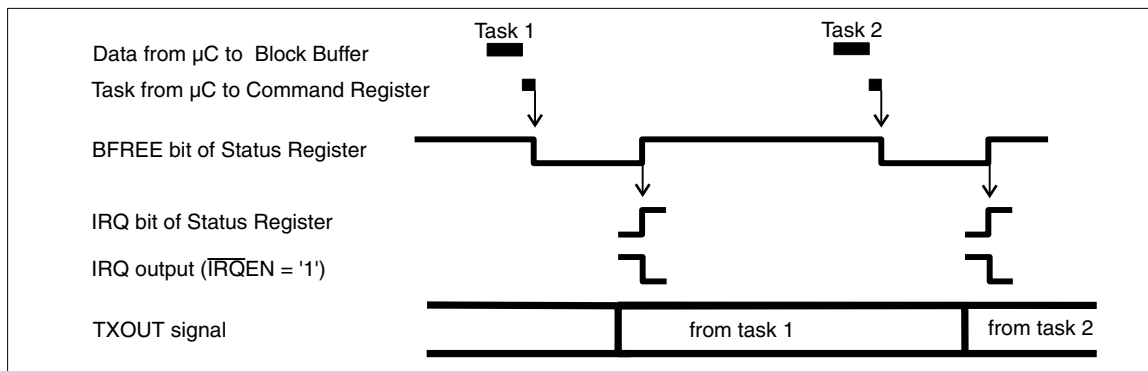 Task 1
Task 2
Data from µC to Block Buffer
Task from µC to Command Register
BFREE bit of Status Register
IRQ bit of Status Register
IRQ output (I̅R̅Q̅EN = '1')
TXOUT signal
from task 1
from task 2